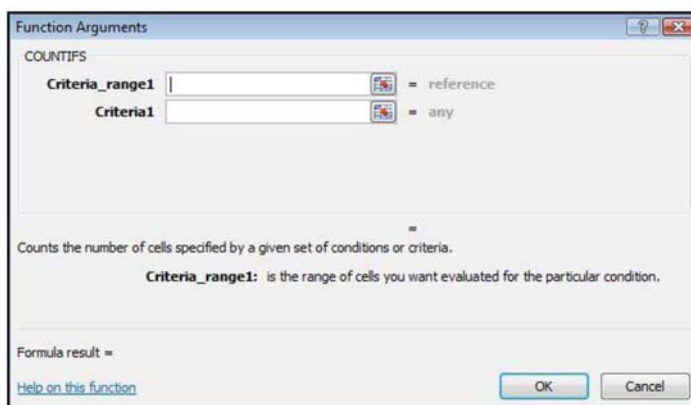 Function Arguments
COUNTIFS
Criteria_range1 = reference
Criteria1 = any
=
Counts the number of cells specified by a given set of conditions or criteria.
Criteria_range1: is the range of cells you want evaluated for the particular condition.
Formula result =
Help on this function OK Cancel